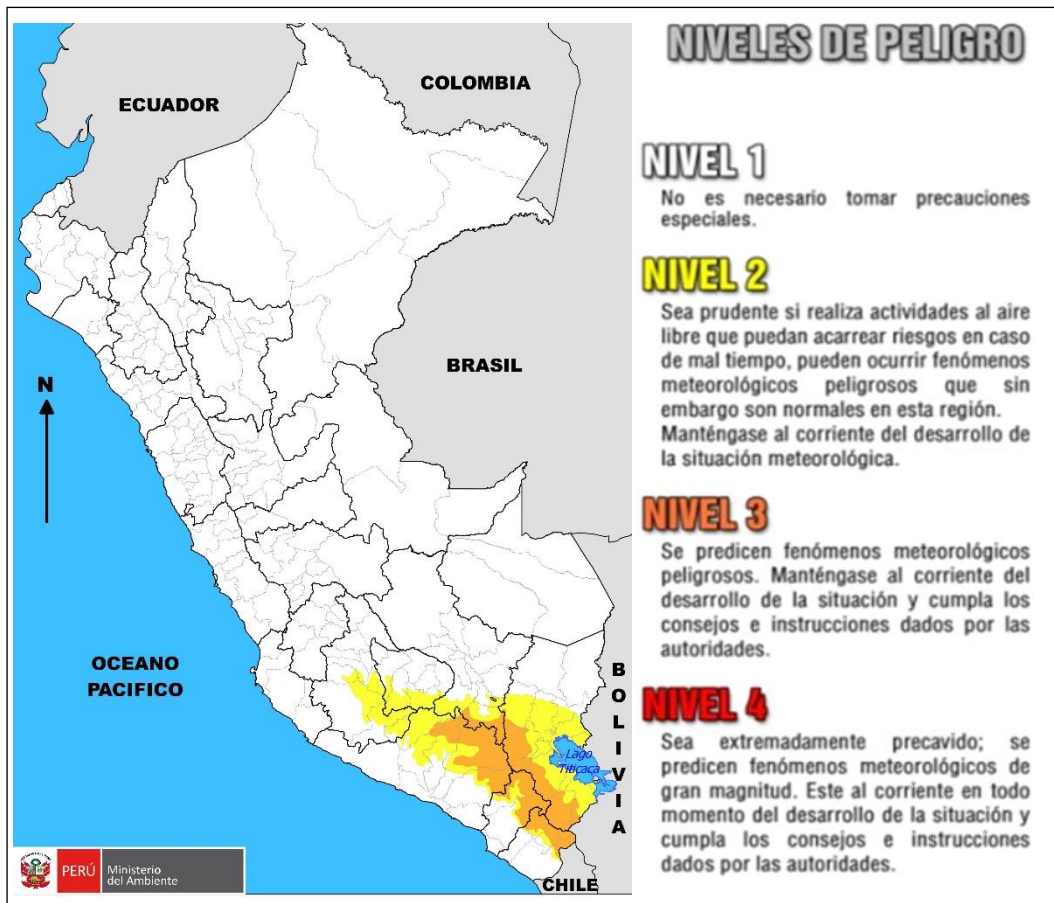 ECUADOR
COLOMBIA
BRASIL
N
OCEANO
PACIFICO
BOLIVIA
Lago
Titicaca
CHILE
PERÚ
Ministerio
del Ambiente
NIVELES DE PELIGRO
NIVEL 1
No es necesario tomar precauciones
especiales.
NIVEL 2
Sea prudente si realiza actividades al aire
libre que puedan acarrear riesgos en caso
de mal tiempo, pueden ocurrir fenómenos
meteorológicos peligrosos que sin
embargo son normales en esta región.
Manténgase al corriente del desarrollo de
la situación meteorológica.
NIVEL 3
Se predicen fenómenos meteorológicos
peligrosos. Manténgase al corriente del
desarrollo de la situación y cumpla los
consejos e instrucciones dados por las
autoridades.
NIVEL 4
Sea extremadamente precavido; se
predicen fenómenos meteorológicos de
gran magnitud. Este al corriente en todo
momento del desarrollo de la situación y
cumpla los consejos e instrucciones
dados por las autoridades.